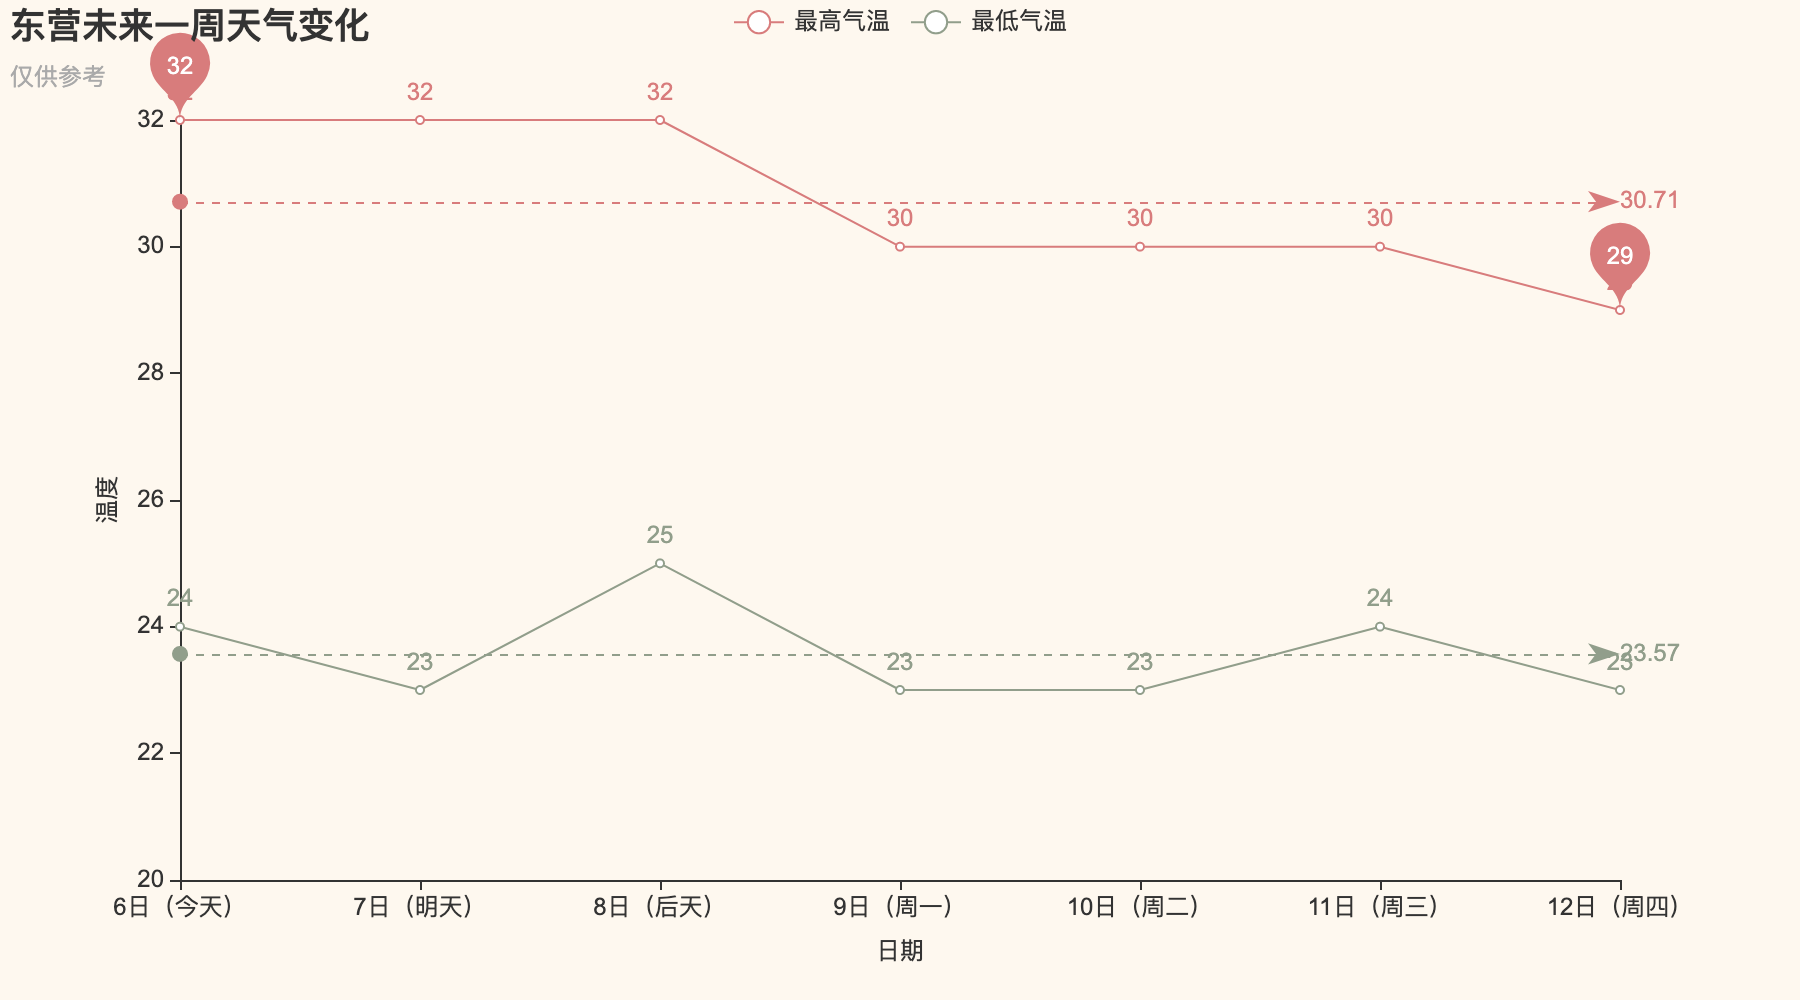 东营未来一周天气变化
仅供参考
最高气温
最低气温
32
32
32
30
30
30
29
30.71
24
23
25
23
23
24
23
23.57
32
30
28
26
24
22
20
温度
6日（今天）
7日（明天）
8日（后天）
9日（周一）
10日（周二）
11日（周三）
12日（周四）
日期